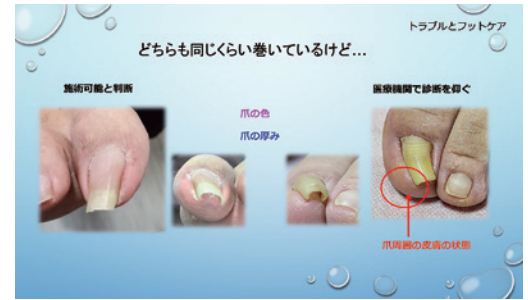 トラブルとフットケア
どちらも同じくらい巻いているけど…
施術可能と判断
医療機関で診断を仰ぐ
爪の色
爪の厚み
爪周囲の皮膚の状態